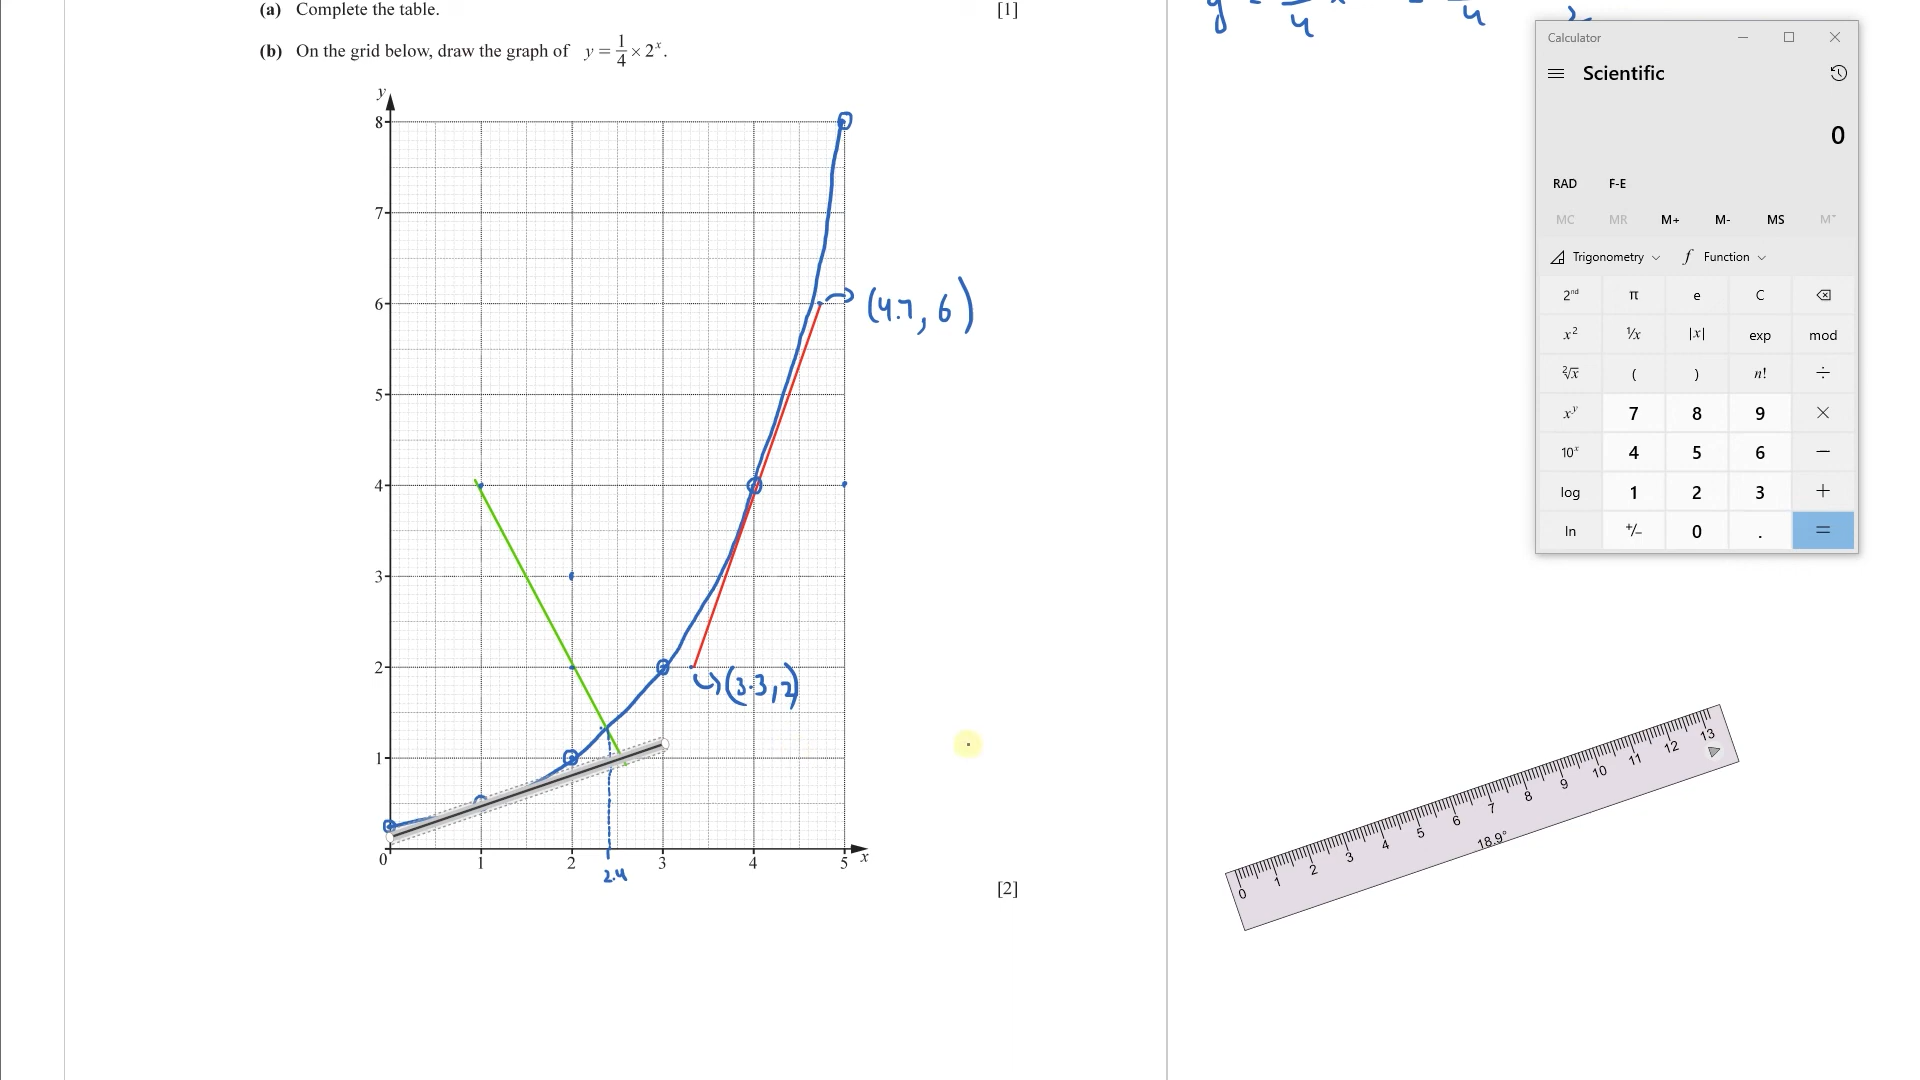 (a) Complete the table. [1]
(b) On the grid below, draw the graph of y = 1/4 × 2^x.
y
8
7
6
(4.7, 6)
5
4
3
2
(3.3, 2)
1
0 1 2 3 4 5 x
2.4
[2]
y = 4 x 4 2
Calculator
Scientific
0
RAD F-E
MC MR M+ M- MS M˅
Trigonometry f Function
2nd π e C
x² ⅟x |x| exp mod
²√x ( ) n! ÷
x^y 7 8 9 ×
10^x 4 5 6 −
log 1 2 3 +
ln +/− 0 . =
0 1 2 3 4 5 6 7 8 9 10 11 12 13
18.9°